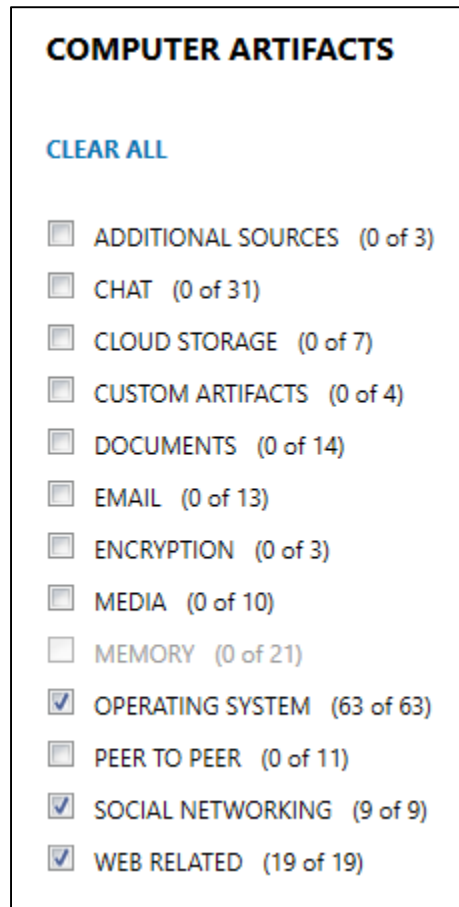 COMPUTER ARTIFACTS
CLEAR ALL
ADDITIONAL SOURCES (0 of 3)
CHAT (0 of 31)
CLOUD STORAGE (0 of 7)
CUSTOM ARTIFACTS (0 of 4)
DOCUMENTS (0 of 14)
EMAIL (0 of 13)
ENCRYPTION (0 of 3)
MEDIA (0 of 10)
MEMORY (0 of 21)
OPERATING SYSTEM (63 of 63)
PEER TO PEER (0 of 11)
SOCIAL NETWORKING (9 of 9)
WEB RELATED (19 of 19)